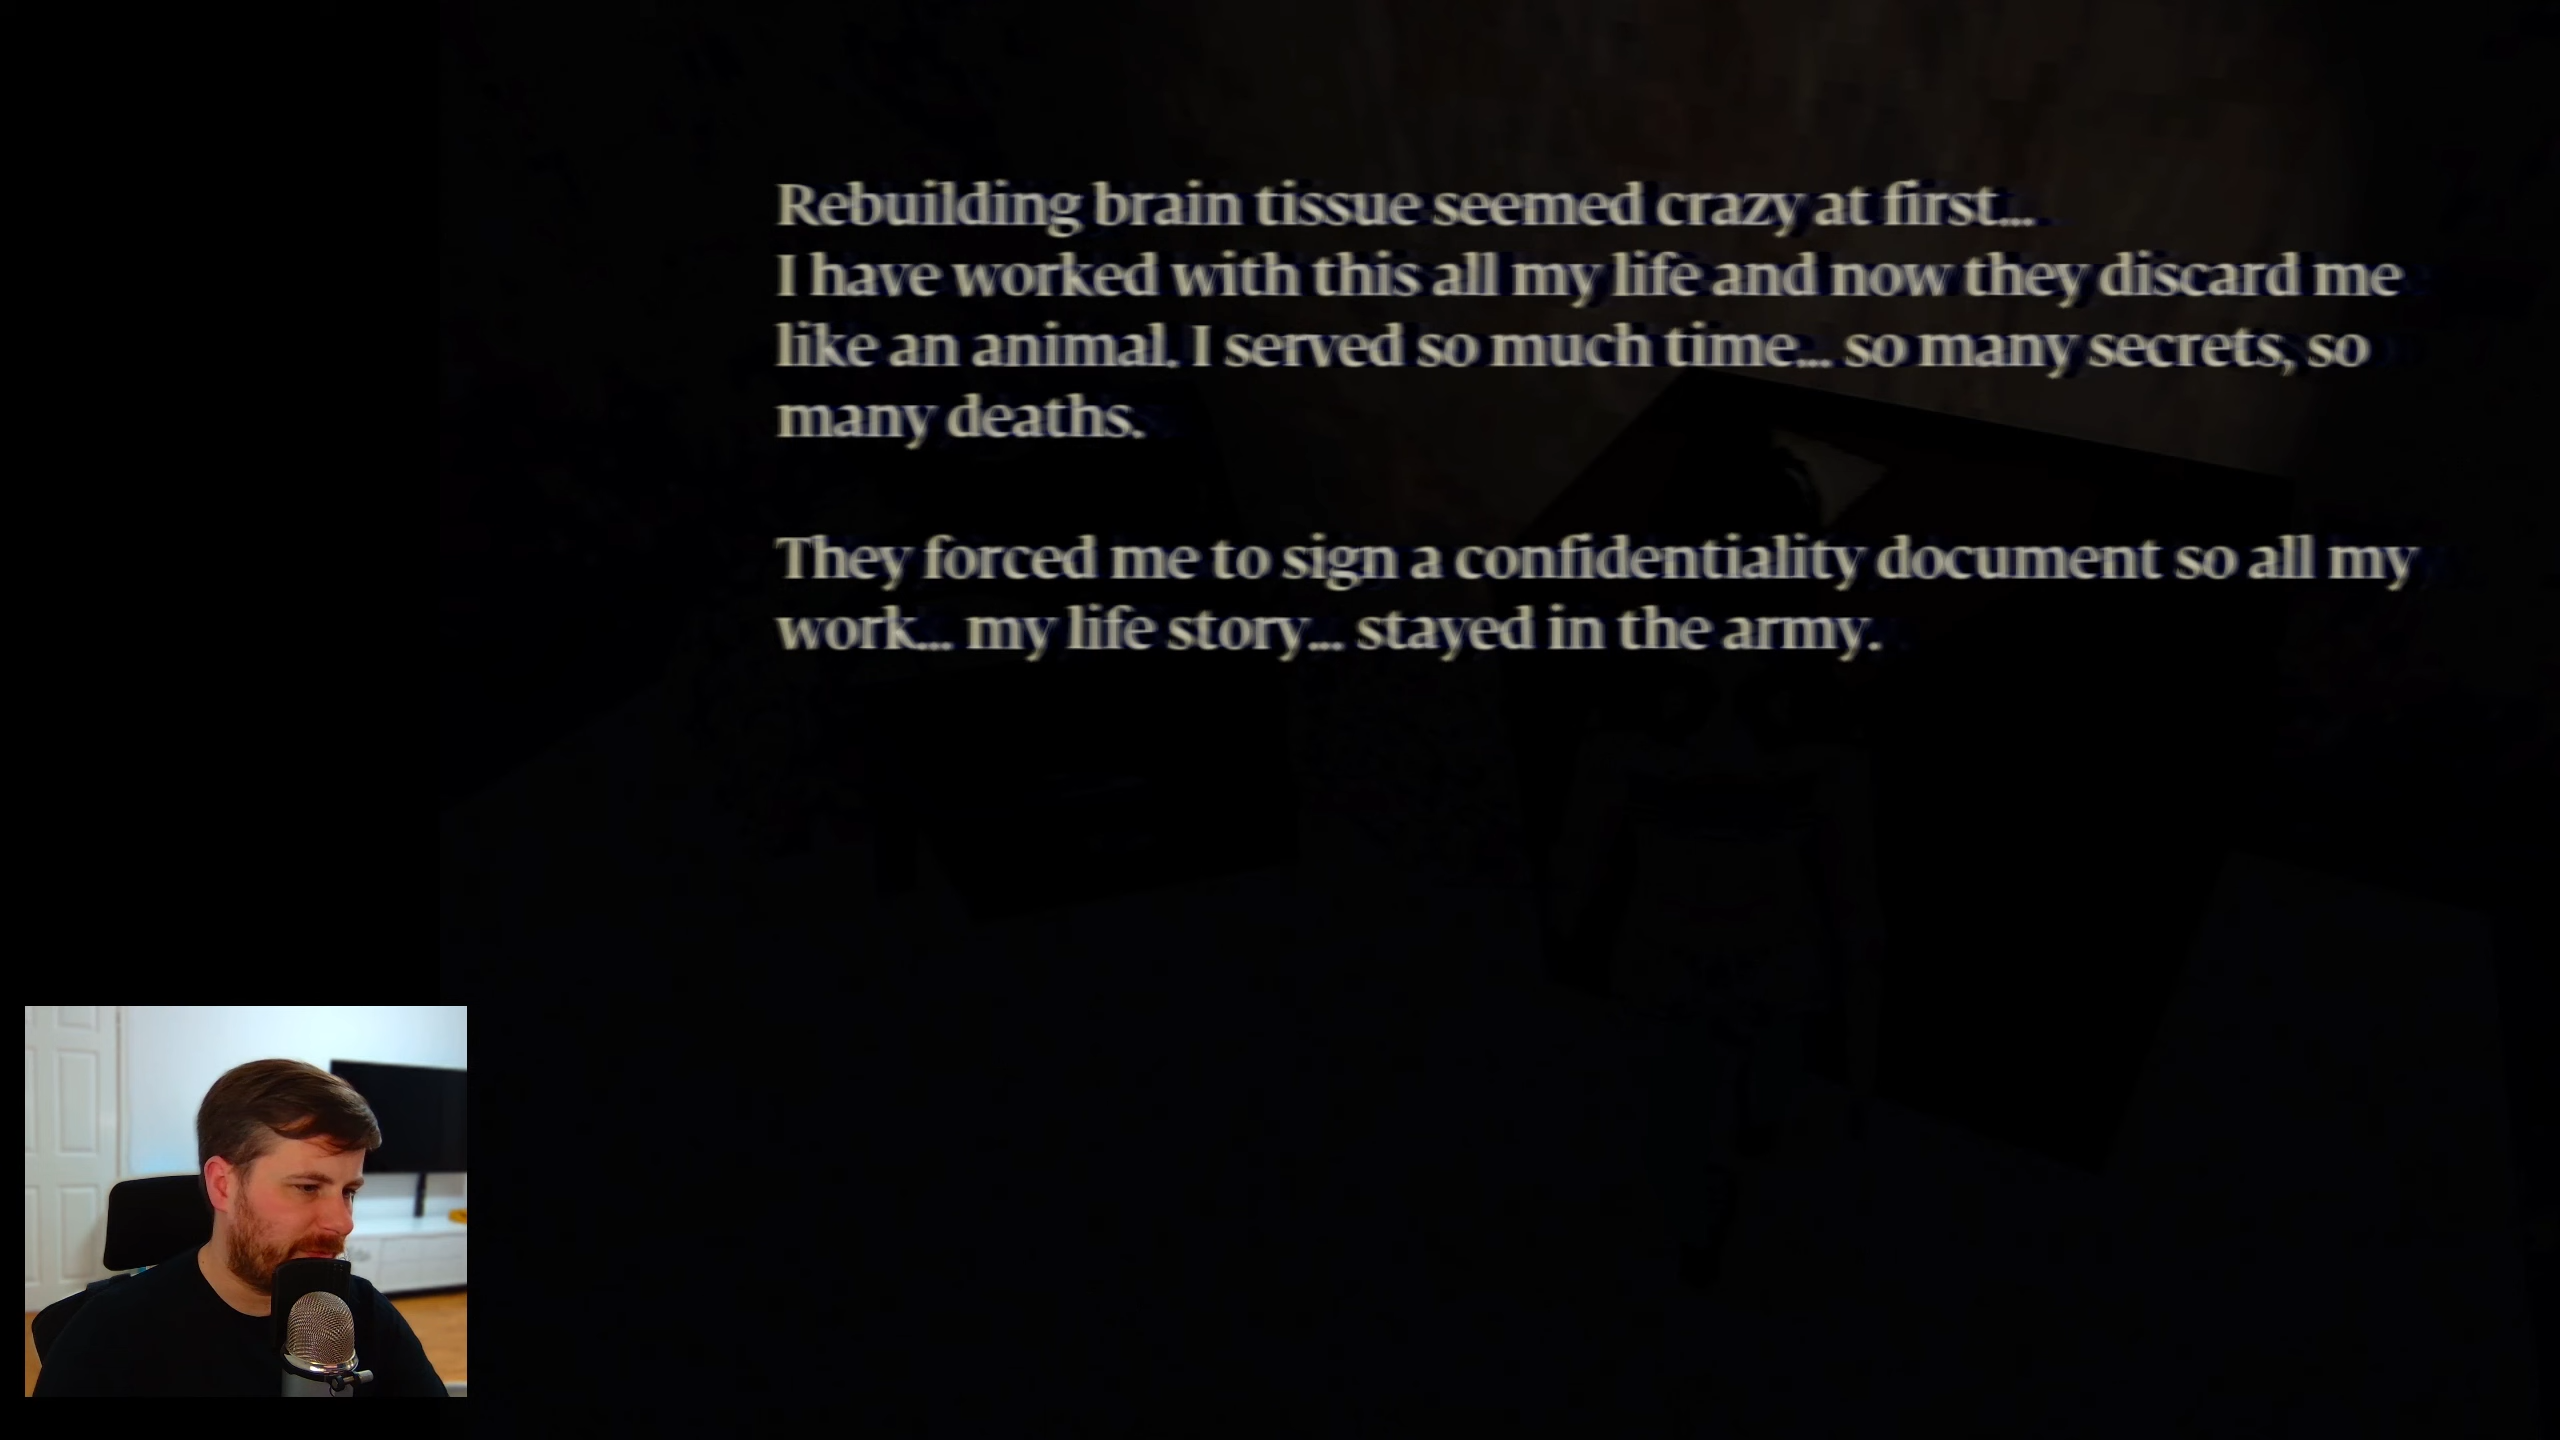 Rebuilding brain tissue seemed crazy at first...
I have worked with this all my life and now they discard me
like an animal. I served so much time... so many secrets, so
many deaths.
They forced me to sign a confidentiality document so all my
work... my life story... stayed in the army.